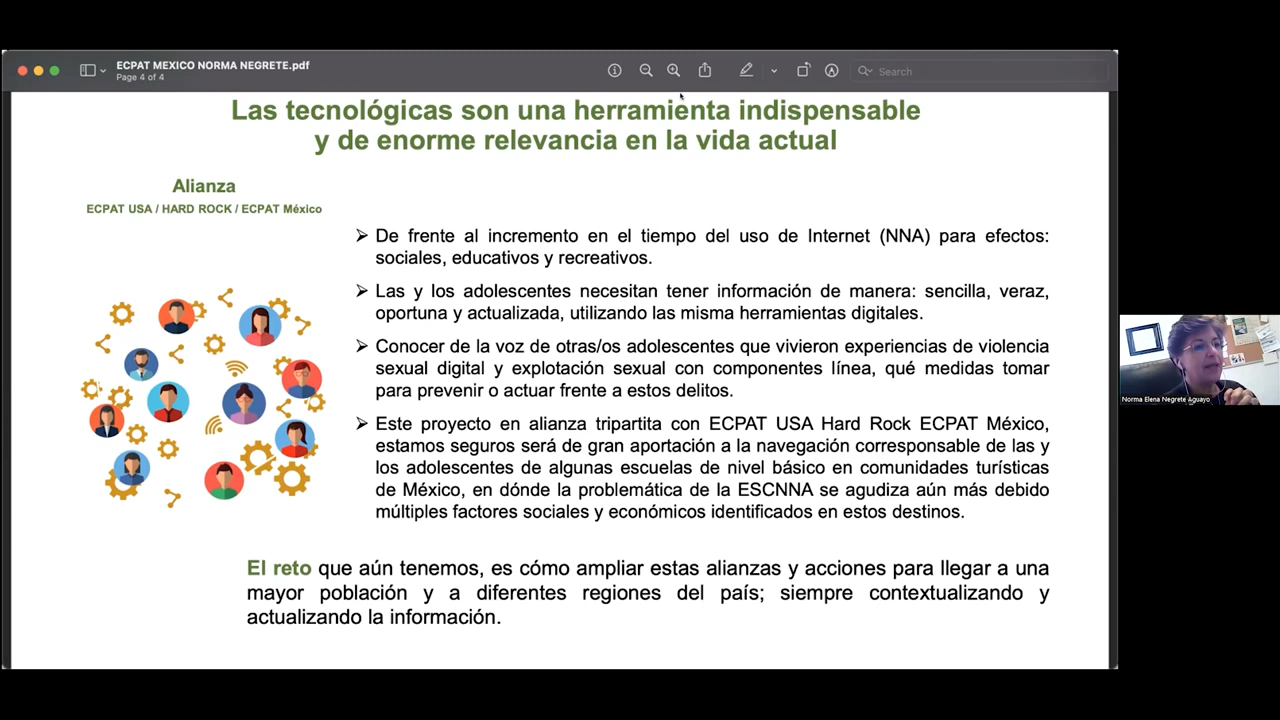 ECPAT MEXICO NORMA NEGRETE.pdf
Page 4 of 4
Search
Las tecnológicas son una herramienta indispensable
y de enorme relevancia en la vida actual
Alianza
ECPAT USA / HARD ROCK / ECPAT México
➢ De frente al incremento en el tiempo del uso de Internet (NNA) para efectos:
sociales, educativos y recreativos.
➢ Las y los adolescentes necesitan tener información de manera: sencilla, veraz,
oportuna y actualizada, utilizando las misma herramientas digitales.
➢ Conocer de la voz de otras/os adolescentes que vivieron experiencias de violencia
sexual digital y explotación sexual con componentes línea, qué medidas tomar
para prevenir o actuar frente a estos delitos.
➢ Este proyecto en alianza tripartita con ECPAT USA Hard Rock ECPAT México,
estamos seguros será de gran aportación a la navegación corresponsable de las y
los adolescentes de algunas escuelas de nivel básico en comunidades turísticas
de México, en dónde la problemática de la ESCNNA se agudiza aún más debido
múltiples factores sociales y económicos identificados en estos destinos.
El reto que aún tenemos, es cómo ampliar estas alianzas y acciones para llegar a una
mayor población y a diferentes regiones del país; siempre contextualizando y
actualizando la información.
Norma Elena Negrete Aguayo